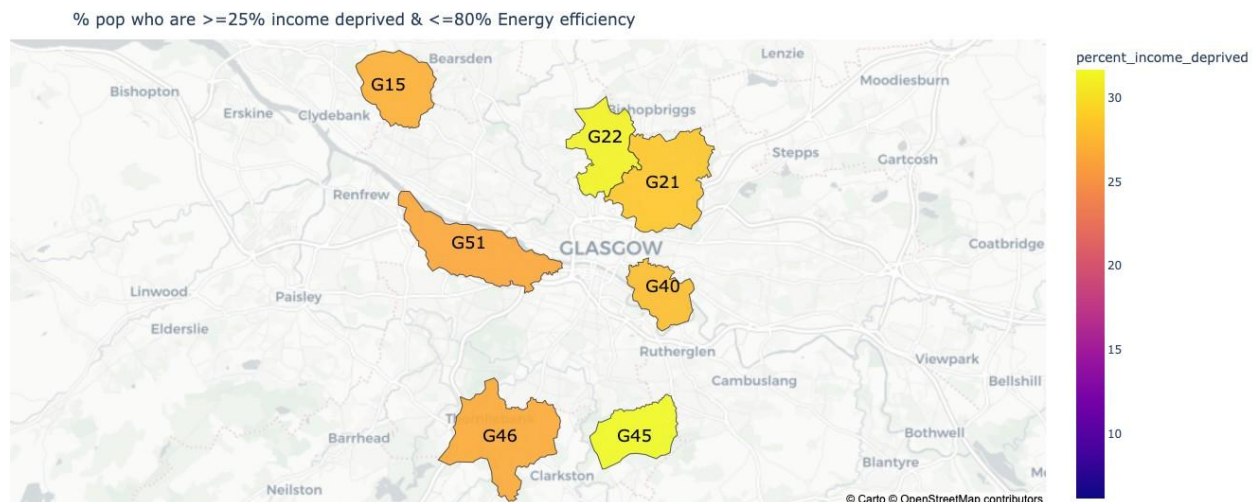 % pop who are >=25% income deprived & <=80% Energy efficiency
percent_income_deprived
Bearsden
Lenzie
G15
Moodiesburn
Bishopton
30
Erskine
Clydebank
Bishopbriggs
G22
Stepps
Gartcosh
G21
25
Renfrew
G51
GLASGOW
Coatbridge
20
G40
Linwood
Paisley
Elderslie
Rutherglen
15
Viewpark
Cambuslang
Bellshill
Barrhead
G46
G45
Bothwell
10
Clarkston
Blantyre
Neilston
© Carto © OpenStreetMap contributors